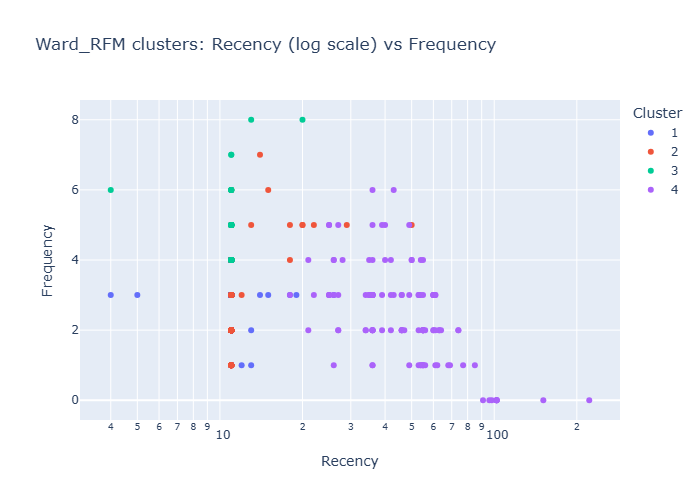 Ward_RFM clusters: Recency (log scale) vs Frequency
Cluster
1
2
3
4
8
6
4
2
0
Frequency
4 5 6 7 8 9 10 2 3 4 5 6 7 8 9 100 2
Recency